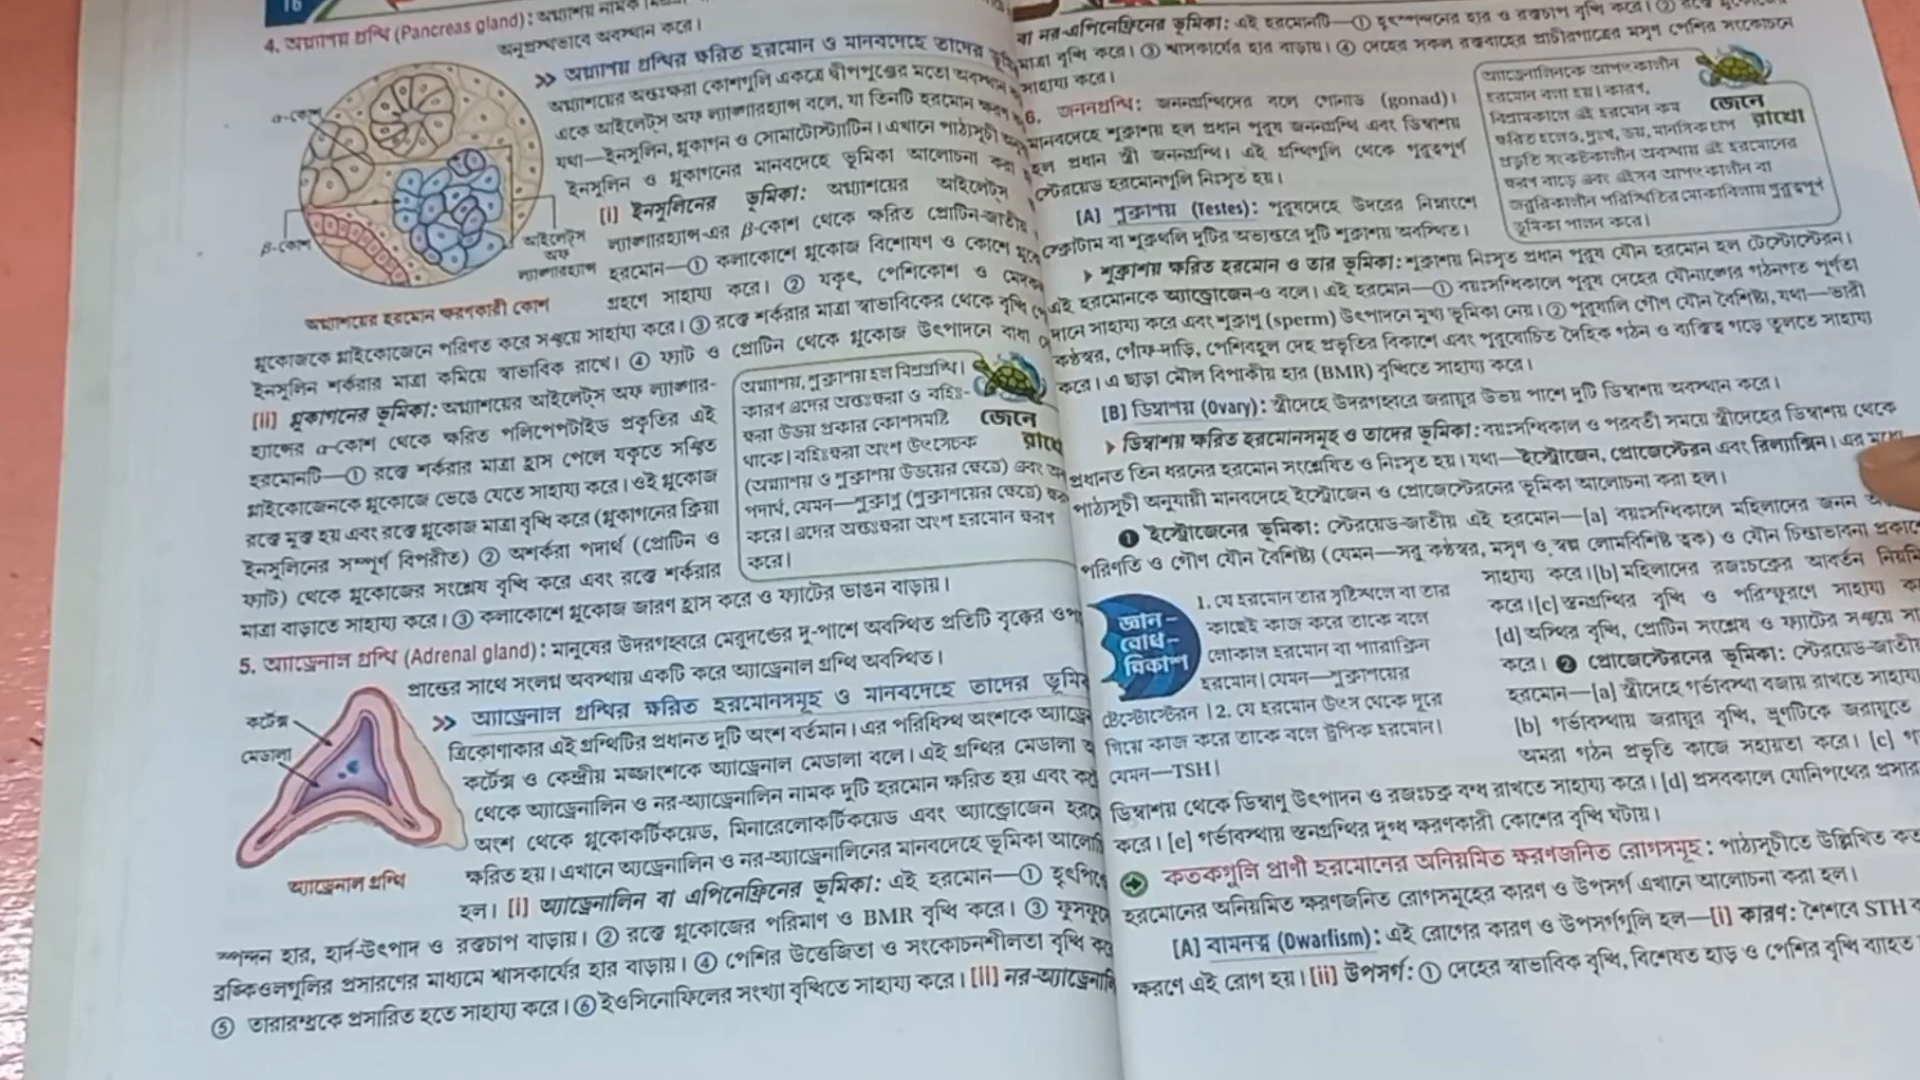 16
4. অগ্ন্যাশয় গ্রন্থি (Pancreas gland): অগ্ন্যাশয় নামক
অনুপ্রস্থভাবে অবস্থান করে।
>> অগ্ন্যাশয় গ্রন্থির ক্ষরিত হরমোন ও মানবদেহে তাদের
অগ্ন্যাশয়ের অন্তঃক্ষরা কোশগুলি একত্রে দ্বীপপুঞ্জের মতো অবস্থান
একে আইলেটস অফ ল্যাঙ্গারহ্যান্স বলে, যা তিনটি হরমোন ক্ষরণ
যথা—ইনসুলিন, গ্লুকাগন ও সোমাটোস্ট্যাটিন। এখানে পাঠ্যসূচী
ইনসুলিন ও গ্লুকাগনের মানবদেহে ভূমিকা আলোচনা করা
α-কোশ
β-কোশ
আইলেট্স
অফ
ল্যাঙ্গারহ্যান্স
অগ্ন্যাশয়ের হরমোন ক্ষরণকারী কোশ
[i] ইনসুলিনের ভূমিকা: অগ্ন্যাশয়ের আইলেট্স
ল্যাঙ্গারহ্যান্স-এর β-কোশ থেকে ক্ষরিত প্রোটিন-জাতীয়
হরমোন—① কলাকোশে গ্লুকোজ বিশোষণ ও কোশে
গ্রহণে সাহায্য করে। ② যকৃৎ, পেশিকোশ ও
গ্লুকোজকে গ্লাইকোজেনে পরিণত করে সঞ্চয়ে সাহায্য করে। ③ রক্তে শর্করার মাত্রা স্বাভাবিকের থেকে বৃদ্ধি
ইনসুলিন শর্করার মাত্রা কমিয়ে স্বাভাবিক রাখে। ④ ফ্যাট ও প্রোটিন থেকে গ্লুকোজ উৎপাদনে বাধা
[ii] গ্লুকাগনের ভূমিকা: অগ্ন্যাশয়ের আইলেট্স অফ ল্যাঙ্গার-
হ্যান্সের α-কোশ থেকে ক্ষরিত পলিপেপটাইড প্রকৃতির এই
হরমোনটি—① রক্তে শর্করার মাত্রা হ্রাস পেলে যকৃতে সঞ্চিত
গ্লাইকোজেনকে গ্লুকোজে ভেঙে যেতে সাহায্য করে। ওই গ্লুকোজ
রক্তে মুক্ত হয় এবং রক্তে গ্লুকোজ মাত্রা বৃদ্ধি করে (গ্লুকাগনের ক্রিয়া
ইনসুলিনের সম্পূর্ণ বিপরীত) ② অশর্করা পদার্থ (প্রোটিন ও
ফ্যাট) থেকে গ্লুকোজের সংশ্লেষ বৃদ্ধি করে এবং রক্তে শর্করার
মাত্রা বাড়াতে সাহায্য করে। ③ কলাকোশে গ্লুকোজ জারণ হ্রাস করে ও ফ্যাটের ভাঙন বাড়ায়।
অগ্ন্যাশয়, শুক্রাশয় হল মিশ্রগ্রন্থি।
কারণ এদের অন্তঃক্ষরা ও বহিঃ-
ক্ষরা উভয় প্রকার কোশসমষ্টি
থাকে। বহিঃক্ষরা অংশ উৎসেচক
(অগ্ন্যাশয় ও শুক্রাশয় উভয়ের ক্ষেত্রে) এবং
পদার্থ, যেমন—শুক্রাণু (শুক্রাশয়ের ক্ষেত্রে)
করে। এদের অন্তঃক্ষরা অংশ হরমোন ক্ষরণ
করে।
জেনে
রাখো
5. অ্যাড্রেনাল গ্রন্থি (Adrenal gland): মানুষের উদরগহ্বরে মেরুদণ্ডের দু-পাশে অবস্থিত প্রতিটি বৃক্কের
প্রান্তের সাথে সংলগ্ন অবস্থায় একটি করে অ্যাড্রেনাল গ্রন্থি অবস্থিত।
>> অ্যাড্রেনাল গ্রন্থির ক্ষরিত হরমোনসমূহ ও মানবদেহে তাদের
কর্টেক্স
মেডালা
অ্যাড্রেনাল গ্রন্থি
ত্রিকোণাকার এই গ্রন্থিটির প্রধানত দুটি অংশ বর্তমান। এর পরিধিস্থ অংশকে
কর্টেক্স ও কেন্দ্রীয় মজ্জাংশকে অ্যাড্রেনাল মেডালা বলে। এই গ্রন্থির মেডালা
থেকে অ্যাড্রেনালিন ও নর-অ্যাড্রেনালিন নামক দুটি হরমোন ক্ষরিত হয় এবং
অংশ থেকে গ্লুকোকর্টিকয়েড, মিনারেলোকর্টিকয়েড এবং অ্যান্ড্রোজেন
ক্ষরিত হয়। এখানে অ্যাড্রেনালিন ও নর-অ্যাড্রেনালিনের মানবদেহে ভূমিকা
হল। [i] অ্যাড্রেনালিন বা এপিনেফ্রিনের ভূমিকা: এই হরমোন—①
স্পন্দন হার, হার্দ-উৎপাদ ও রক্তচাপ বাড়ায়। ② রক্তে গ্লুকোজের পরিমাণ ও BMR বৃদ্ধি করে। ③
ব্রঙ্কিওলগুলির প্রসারণের মাধ্যমে শ্বাসকার্যের হার বাড়ায়। ④ পেশির উত্তেজিতা ও সংকোচনশীলতা বৃদ্ধি
⑤ তারারন্ধ্রকে প্রসারিত হতে সাহায্য করে। ⑥ ইওসিনোফিলের সংখ্যা বৃদ্ধিতে সাহায্য করে। [ii]
বা নর-এপিনেফ্রিনের ভূমিকা: এই হরমোনটি—① হৃৎস্পন্দনের হার ও রক্তচাপ বৃদ্ধি করে। ②
মাত্রা বৃদ্ধি করে। ③ শ্বাসকার্যের হার বাড়ায়। ④ দেহের সকল রক্তবাহের প্রাচীরগাত্রের মসৃণ পেশির সংকোচনে
সাহায্য করে।
6. জননগ্রন্থি: জননগ্রন্থিদের বলে গোনাড (gonad)।
মানবদেহে শুক্রাশয় হল প্রধান পুরুষ জননগ্রন্থি এবং ডিম্বাশয়
হল প্রধান স্ত্রী জননগ্রন্থি। এই গ্রন্থিগুলি থেকে গুরুত্বপূর্ণ
স্টেরয়েড হরমোনগুলি নিঃসৃত হয়।
[A] শুক্রাশয় (Testes): পুরুষদেহে উদরের নিম্নাংশে
স্ক্রোটাম বা শুক্রথলি দুটির অভ্যন্তরে দুটি শুক্রাশয় অবস্থিত।
অ্যাড্রেনালিনকে আপৎকালীন
হরমোন বলা হয়। কারণ,
বিশ্রামকালে এই হরমোন কম
ক্ষরিত হলেও, দুঃখ, ভয়, মানসিক চাপ
প্রভৃতি সংকটকালীন অবস্থায় এই হরমোনের
ক্ষরণ বাড়ে এবং এইসব আপৎকালীন বা
জরুরিকালীন পরিস্থিতির মোকাবিলায় গুরুত্বপূর্ণ
ভূমিকা পালন করে।
জেনে
রাখো
▸ শুক্রাশয় ক্ষরিত হরমোন ও তার ভূমিকা: শুক্রাশয় নিঃসৃত প্রধান পুরুষ যৌন হরমোন হল টেস্টোস্টেরন।
এই হরমোনকে অ্যান্ড্রোজেন-ও বলে। এই হরমোন—① বয়ঃসন্ধিকালে পুরুষ দেহের যৌনাঙ্গের গঠনগত পূর্ণতা
দানে সাহায্য করে এবং শুক্রাণু (sperm) উৎপাদনে মুখ্য ভূমিকা নেয়। ② পুরুষালি গৌণ যৌন বৈশিষ্ট্য, যথা—ভারী
কণ্ঠস্বর, গোঁফ-দাড়ি, পেশিবহুল দেহ প্রভৃতির বিকাশে এবং পুরুষোচিত দৈহিক গঠন ও ব্যক্তিত্ব গড়ে তুলতে সাহায্য
করে। এ ছাড়া মৌল বিপাকীয় হার (BMR) বৃদ্ধিতে সাহায্য করে।
[B] ডিম্বাশয় (Ovary): স্ত্রীদেহে উদরগহ্বরে জরায়ুর উভয় পাশে দুটি ডিম্বাশয় অবস্থান করে।
▸ ডিম্বাশয় ক্ষরিত হরমোনসমূহ ও তাদের ভূমিকা: বয়ঃসন্ধিকাল ও পরবর্তী সময়ে স্ত্রীদেহের ডিম্বাশয় থেকে
প্রধানত তিন ধরনের হরমোন সংশ্লেষিত ও নিঃসৃত হয়। যথা—ইস্ট্রোজেন, প্রোজেস্টেরন এবং রিল্যাক্সিন। এর মধ্যে
পাঠ্যসূচী অনুযায়ী মানবদেহে ইস্ট্রোজেন ও প্রোজেস্টেরনের ভূমিকা আলোচনা করা হল।
❶ ইস্ট্রোজেনের ভূমিকা: স্টেরয়েড-জাতীয় এই হরমোন—[a] বয়ঃসন্ধিকালে মহিলাদের জনন
পরিণতি ও গৌণ যৌন বৈশিষ্ট্য (যেমন—সরু কণ্ঠস্বর, মসৃণ ও স্বল্প লোমবিশিষ্ট ত্বক) ও যৌন চিন্তাভাবনা
সাহায্য করে। [b] মহিলাদের রজঃচক্রের আবর্তন
করে। [c] স্তনগ্রন্থির বৃদ্ধি ও পরিস্ফুরণে সাহায্য
[d] অস্থির বৃদ্ধি, প্রোটিন সংশ্লেষ ও ফ্যাটের সঞ্চয়ে
করে। ❷ প্রোজেস্টেরনের ভূমিকা: স্টেরয়েড-জাতীয়
হরমোন—[a] স্ত্রীদেহে গর্ভাবস্থা বজায় রাখতে সাহায্য
[b] গর্ভাবস্থায় জরায়ুর বৃদ্ধি, ভ্রূণটিকে জরায়ুতে
অমরা গঠন প্রভৃতি কাজে সহায়তা করে। [c]
জ্ঞান-
বোধ-
বিকাশ
1. যে হরমোন তার সৃষ্টিস্থলে বা তার
কাছেই কাজ করে তাকে বলে
লোকাল হরমোন বা প্যারাক্রিন
হরমোন। যেমন—শুক্রাশয়ের
টেস্টোস্টেরন। 2. যে হরমোন উৎস থেকে দূরে
গিয়ে কাজ করে তাকে বলে ট্রপিক হরমোন।
যেমন—TSH।
ডিম্বাশয় থেকে ডিম্বাণু উৎপাদন ও রজঃচক্র বন্ধ রাখতে সাহায্য করে। [d] প্রসবকালে যোনিপথের
করে। [e] গর্ভাবস্থায় স্তনগ্রন্থির দুগ্ধ ক্ষরণকারী কোশের বৃদ্ধি ঘটায়।
কতকগুলি প্রাণী হরমোনের অনিয়মিত ক্ষরণজনিত রোগসমূহ: পাঠ্যসূচীতে উল্লিখিত
হরমোনের অনিয়মিত ক্ষরণজনিত রোগসমূহের কারণ ও উপসর্গ এখানে আলোচনা করা হল।
[A] বামনত্ব (Dwarfism): এই রোগের কারণ ও উপসর্গগুলি হল—[i] কারণ: শৈশবে STH
ক্ষরণে এই রোগ হয়। [ii] উপসর্গ: ① দেহের স্বাভাবিক বৃদ্ধি, বিশেষত হাড় ও পেশির বৃদ্ধি ব্যাহত